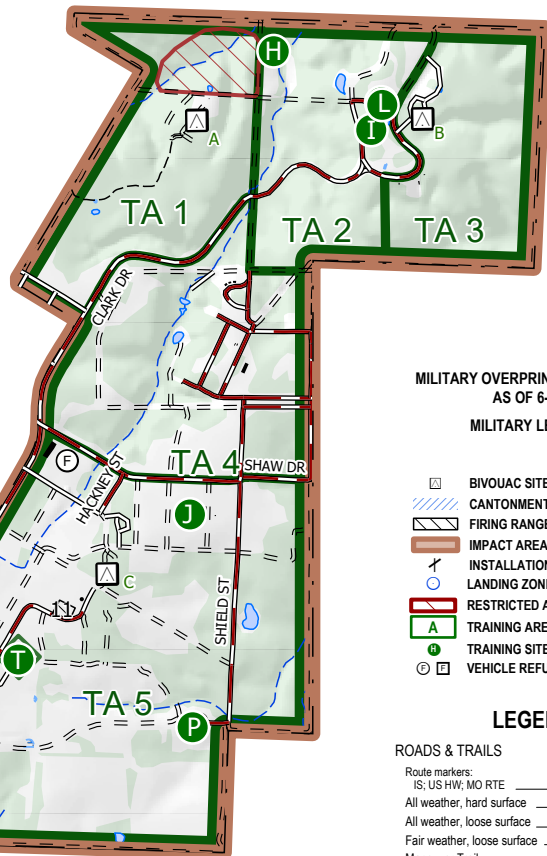 H
L
I
A
B
TA 1
TA 2
TA 3
CLARK DR
MILITARY OVERPRIN
AS OF 6-
MILITARY LE
TA 4
SHAW DR
F
HACKNEY ST
J
C
11
SHIELD ST
T
TA 5
P
BIVOUAC SITE
CANTONMENT
FIRING RANGE
IMPACT AREA
INSTALLATION
LANDING ZONE
RESTRICTED A
A TRAINING ARE
H TRAINING SITE
F F VEHICLE REFU
LEGE
ROADS & TRAILS
Route markers:
IS; US HW; MO RTE
All weather, hard surface
All weather, loose surface
Fair weather, loose surface